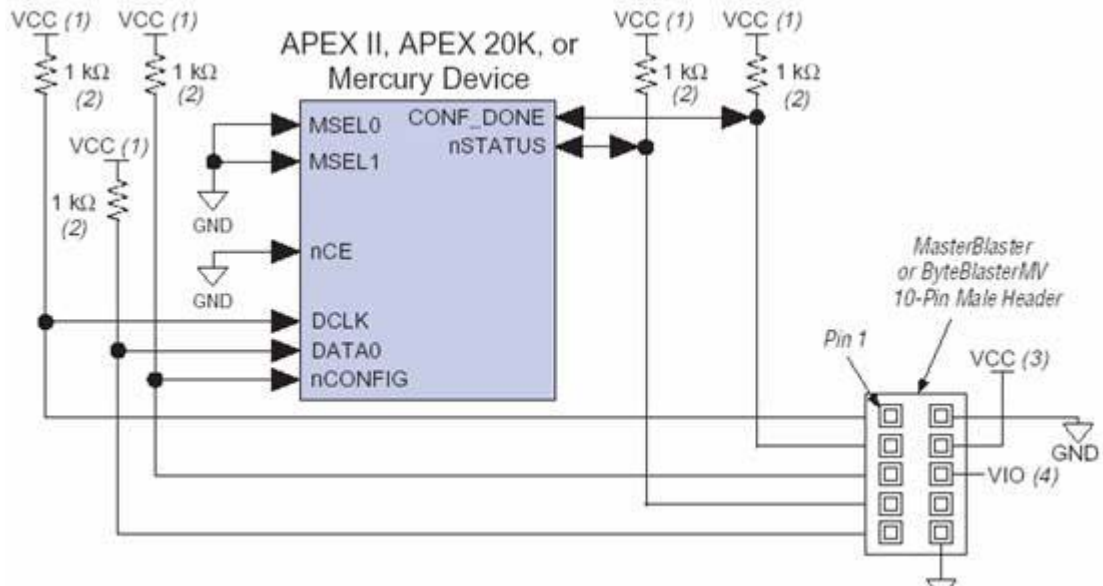 VCC (1)
VCC (1)
VCC (1)
VCC (1)
APEX II, APEX 20K, or
Mercury Device
1 kΩ
(2)
1 kΩ
(2)
1 kΩ
(2)
1 kΩ
(2)
VCC (1)
1 kΩ
(2)
MSEL0
CONF_DONE
nSTATUS
MSEL1
GND
nCE
GND
DCLK
DATA0
nCONFIG
MasterBlaster
or ByteBlasterMV
10-Pin Male Header
Pin 1
VCC (3)
GND
VIO (4)